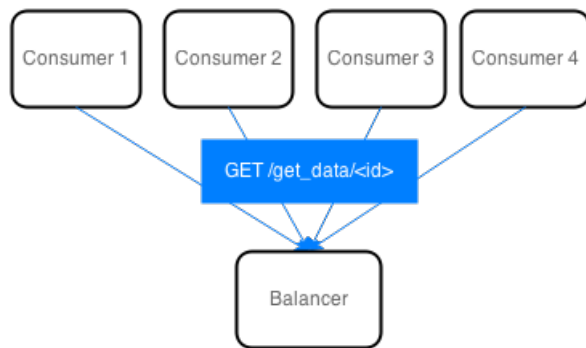 Consumer 1
Consumer 2
Consumer 3
Consumer 4
GET /get_data/<id>
Balancer